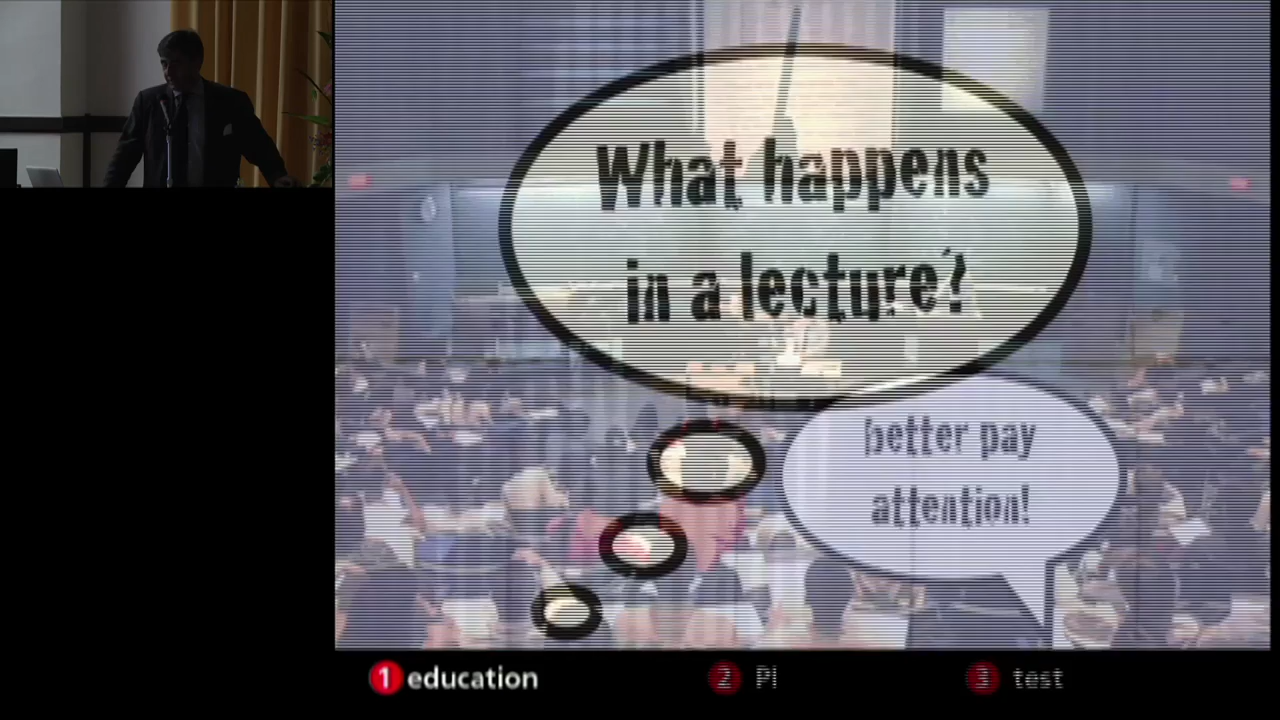 What happens
in a lecture?
better pay
attention!
1 education
2 PI
3 test